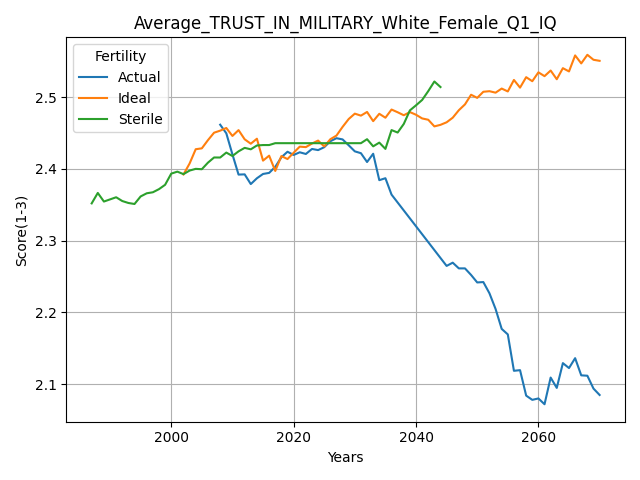 Average_TRUST_IN_MILITARY_White_Female_Q1_IQ
Fertility
Actual
Ideal
Sterile
Score(1-3)
2.5
2.4
2.3
2.2
2.1
2000
2020
2040
2060
Years